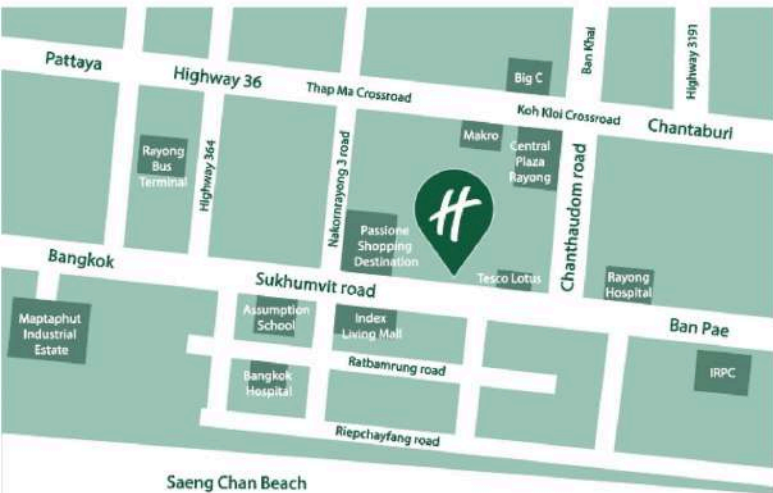 Pattaya
Highway 36
Thap Ma Crossroad
Big C
Ban Khai
Highway 3191
Koh Kloi Crossroad
Chantaburi
Makro
Central
Plaza
Rayong
Rayong
Bus
Terminal
Highway 364
Nakornrayong 3 road
Chanthaudom road
H
Passione
Shopping
Destination
Bangkok
Sukhumvit road
Tesco Lotus
Rayong
Hospital
Ban Pae
Maptaphut
Industrial
Estate
Assumption
School
Index
Living Mall
Ratbamrung road
Bangkok
Hospital
IRPC
Riepchayfang road
Saeng Chan Beach